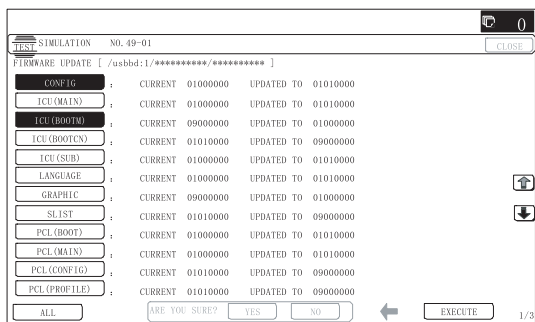 0
TEST SIMULATION NO. 49-01 CLOSE
FIRMWARE UPDATE [ /usbbd:1/**********/********** ]
CONFIG : CURRENT 01000000 UPDATED TO 01010000
ICU(MAIN) : CURRENT 01000000 UPDATED TO 01010000
ICU(BOOTM) : CURRENT 09000000 UPDATED TO 01000000
ICU(BOOTCN) : CURRENT 01010000 UPDATED TO 09000000
ICU(SUB) : CURRENT 01000000 UPDATED TO 01010000
LANGUAGE : CURRENT 01000000 UPDATED TO 01010000
GRAPHIC : CURRENT 09000000 UPDATED TO 01000000
SLIST : CURRENT 01010000 UPDATED TO 09000000
PCL(BOOT) : CURRENT 01000000 UPDATED TO 01010000
PCL(MAIN) : CURRENT 01000000 UPDATED TO 01010000
PCL(CONFIG) : CURRENT 01010000 UPDATED TO 09000000
PCL(PROFILE) : CURRENT 01010000 UPDATED TO 09000000
ALL ARE YOU SURE? YES NO EXECUTE 1/3